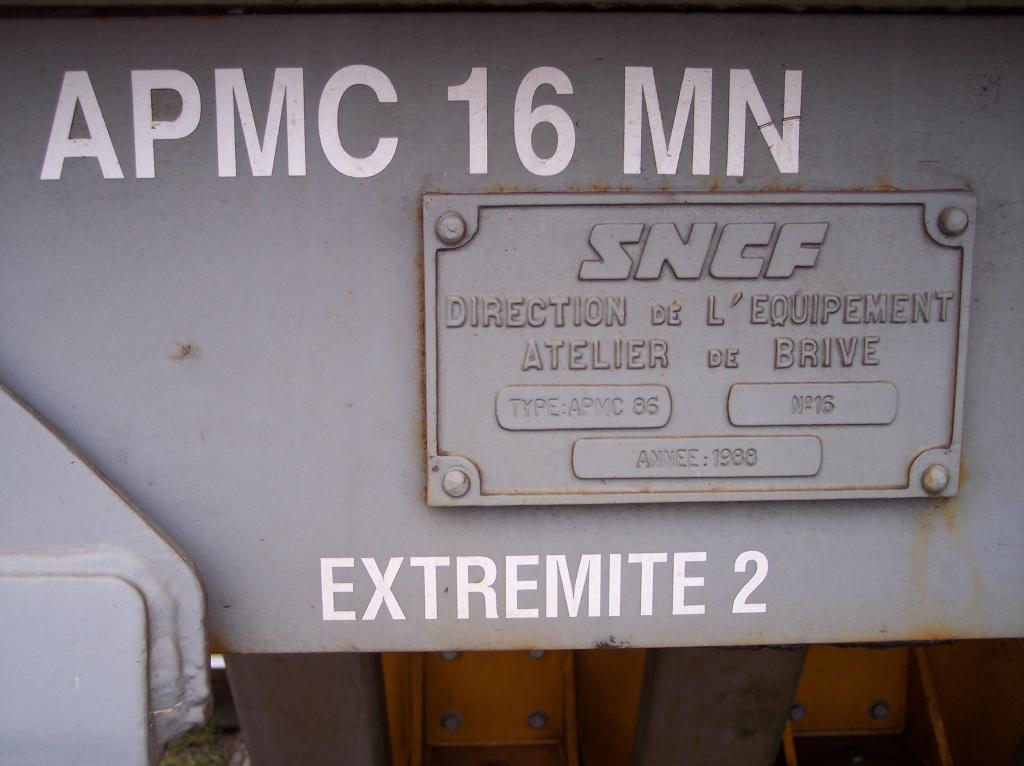 APMC 16 MN
SNCF
DIRECTION DE L'EQUIPEMENT
ATELIER DE BRIVE
TYPE: APMC 86 Nº16
ANNEE: 1988
EXTREMITE 2